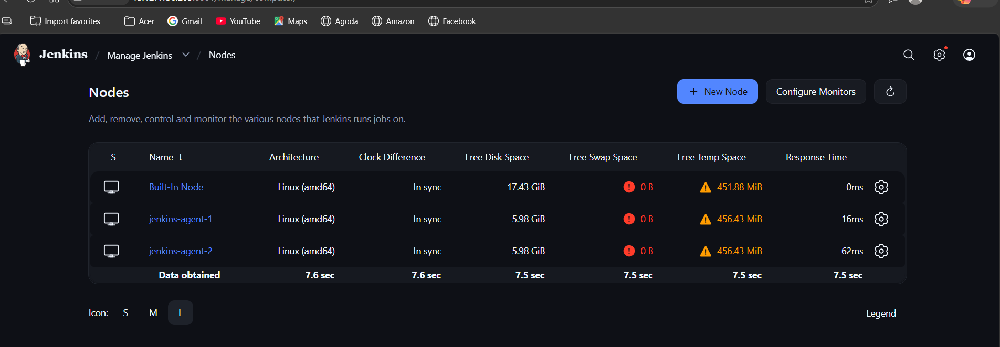 Import favorites Acer Gmail YouTube Maps Agoda Amazon Facebook
Jenkins / Manage Jenkins / Nodes
Nodes
+ New Node
Configure Monitors
Add, remove, control and monitor the various nodes that Jenkins runs jobs on.
S Name ↓ Architecture Clock Difference Free Disk Space Free Swap Space Free Temp Space Response Time
Built-In Node Linux (amd64) In sync 17.43 GiB 0 B 451.88 MiB 0ms
jenkins-agent-1 Linux (amd64) In sync 5.98 GiB 0 B 456.43 MiB 16ms
jenkins-agent-2 Linux (amd64) In sync 5.98 GiB 0 B 456.43 MiB 62ms
Data obtained 7.6 sec 7.6 sec 7.5 sec 7.5 sec 7.5 sec 7.5 sec
Icon: S M L Legend